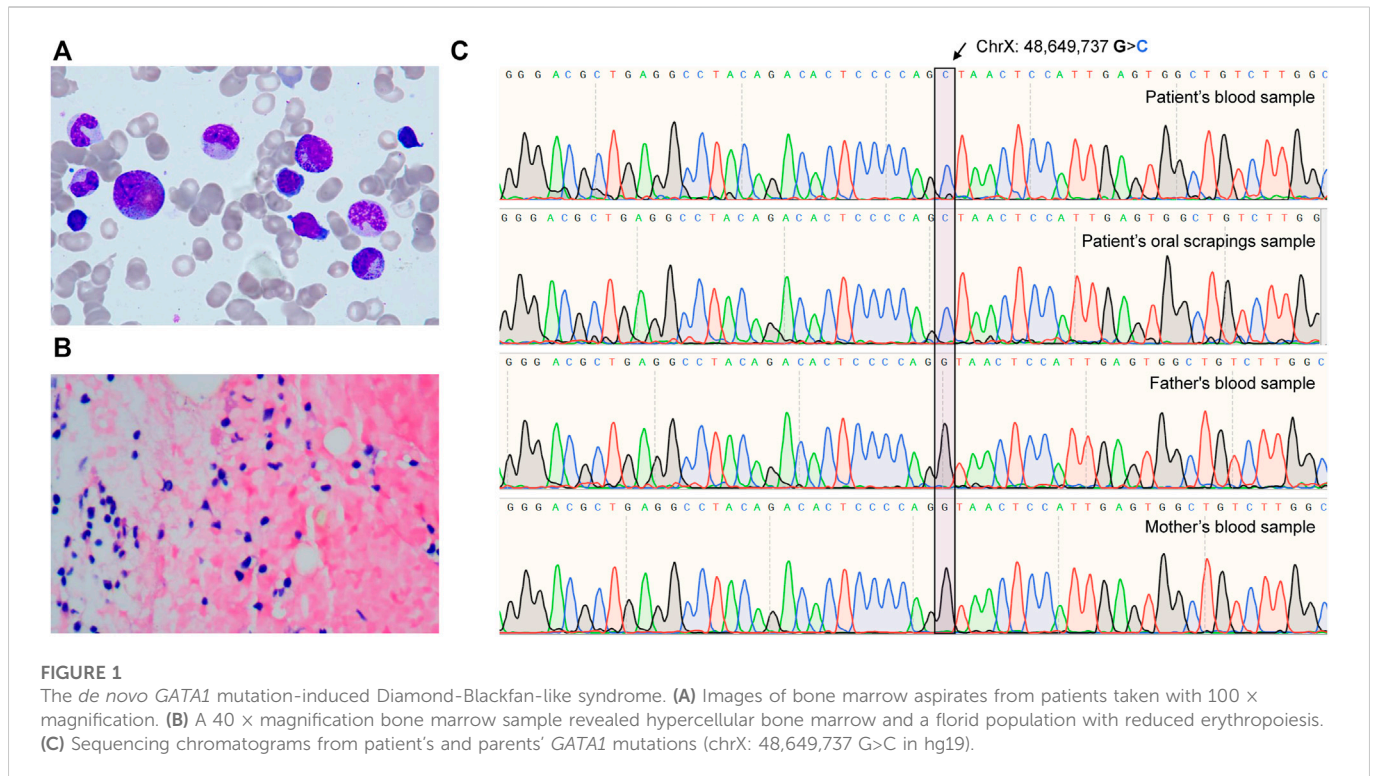 A
B
C
ChrX: 48,649,737 G>C
GGGACGCTGAGGCCTACAGACACTCCCCAGCTAACTCCATTGAGTGGCTGTCTTGGC
Patient's blood sample
GGGACGCTGAGGCCTACAGACACTCCCCAGCTAACTCCATTGAGTGGCTGTCTTGG
Patient's oral scrapings sample
GGGACGCTGAGGCCTACAGACACTCCCCAGGTAACTCCATTGAGTGGCTGTCTTGGC
Father's blood sample
GGGACGCTGAGGCCTACAGACACTCCCCAGGTAACTCCATTGAGTGGCTGTCTTGGC
Mother's blood sample
FIGURE 1
The de novo GATA1 mutation-induced Diamond-Blackfan-like syndrome. (A) Images of bone marrow aspirates from patients taken with 100 ×
magnification. (B) A 40 × magnification bone marrow sample revealed hypercellular bone marrow and a florid population with reduced erythropoiesis.
(C) Sequencing chromatograms from patient's and parents' GATA1 mutations (chrX: 48,649,737 G>C in hg19).